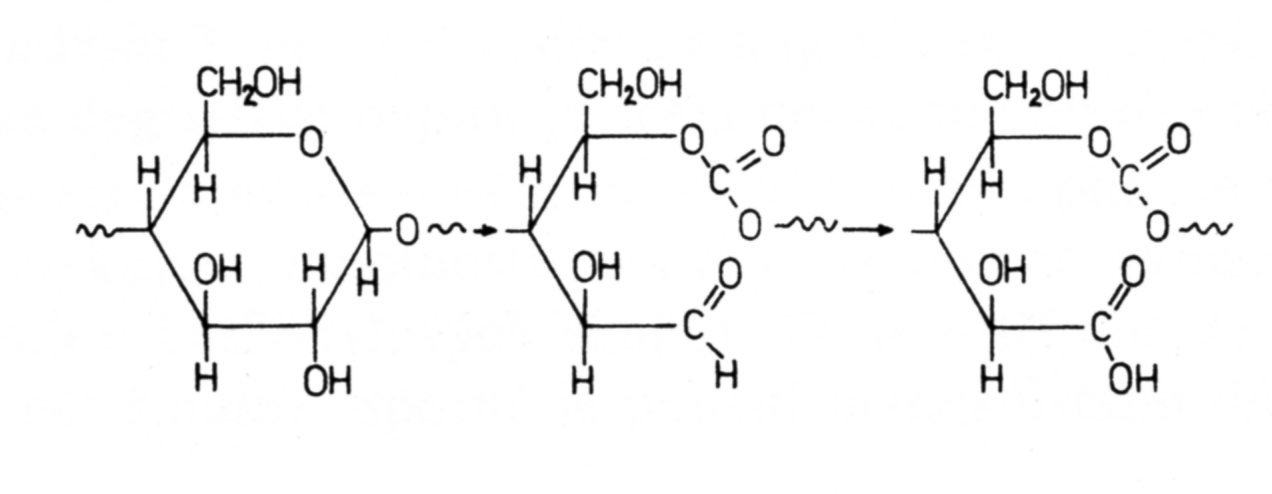 CH₂OH CH₂OH CH₂OH
O O O O O
H H H
H H H
C C
O O O
OH H H OH O OH O
C C
H OH H H H OH